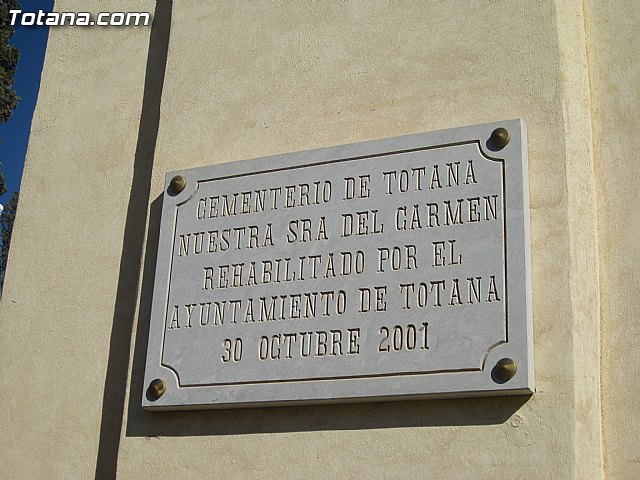 Totana.com
CEMENTERIO DE TOTANA
NUESTRA SRA DEL CARMEN
REHABILITADO POR EL
AYUNTAMIENTO DE TOTANA
30 OCTUBRE 2001